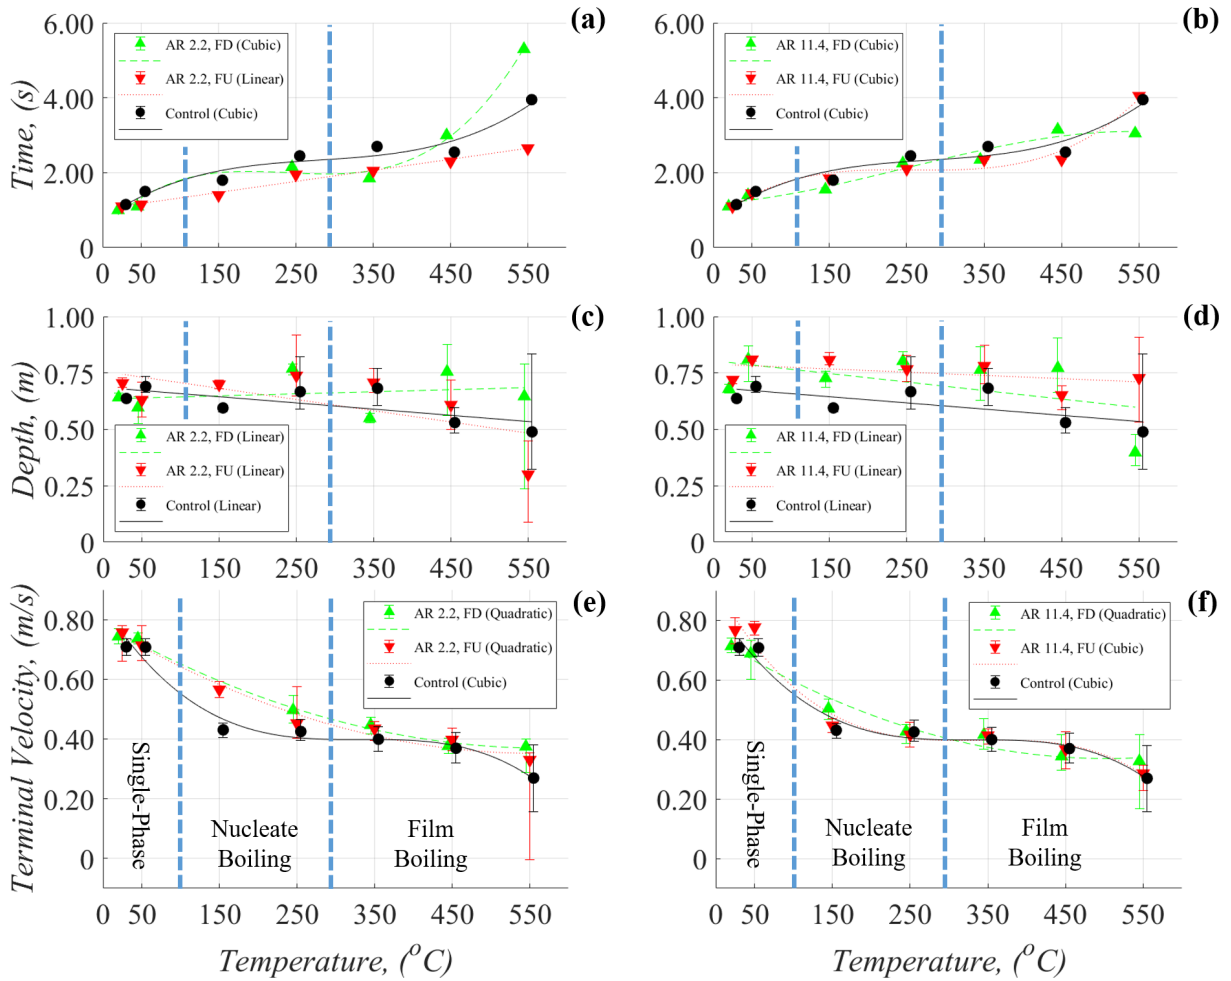 (a)
6.00
4.00
2.00
0
Time, (s)
AR 2.2, FD (Cubic)
AR 2.2, FU (Linear)
Control (Cubic)
0 50 150 250 350 450 550
(b)
6.00
4.00
2.00
0
AR 11.4, FD (Cubic)
AR 11.4, FU (Cubic)
Control (Cubic)
0 50 150 250 350 450 550
(c)
1.00
0.75
0.50
0.25
0
Depth, (m)
AR 2.2, FD (Linear)
AR 2.2, FU (Linear)
Control (Linear)
0 50 150 250 350 450 550
(d)
1.00
0.75
0.50
0.25
0
AR 11.4, FD (Linear)
AR 11.4, FU (Linear)
Control (Linear)
0 50 150 250 350 450 550
(e)
0.80
0.60
0.40
0.20
0
Terminal Velocity, (m/s)
AR 2.2, FD (Quadratic)
AR 2.2, FU (Quadratic)
Control (Cubic)
Single-Phase
Nucleate
Boiling
Film
Boiling
0 50 150 250 350 450 550
Temperature, (°C)
(f)
0.80
0.60
0.40
0.20
0
AR 11.4, FD (Quadratic)
AR 11.4, FU (Cubic)
Control (Cubic)
Single-Phase
Nucleate
Boiling
Film
Boiling
0 50 150 250 350 450 550
Temperature, (°C)